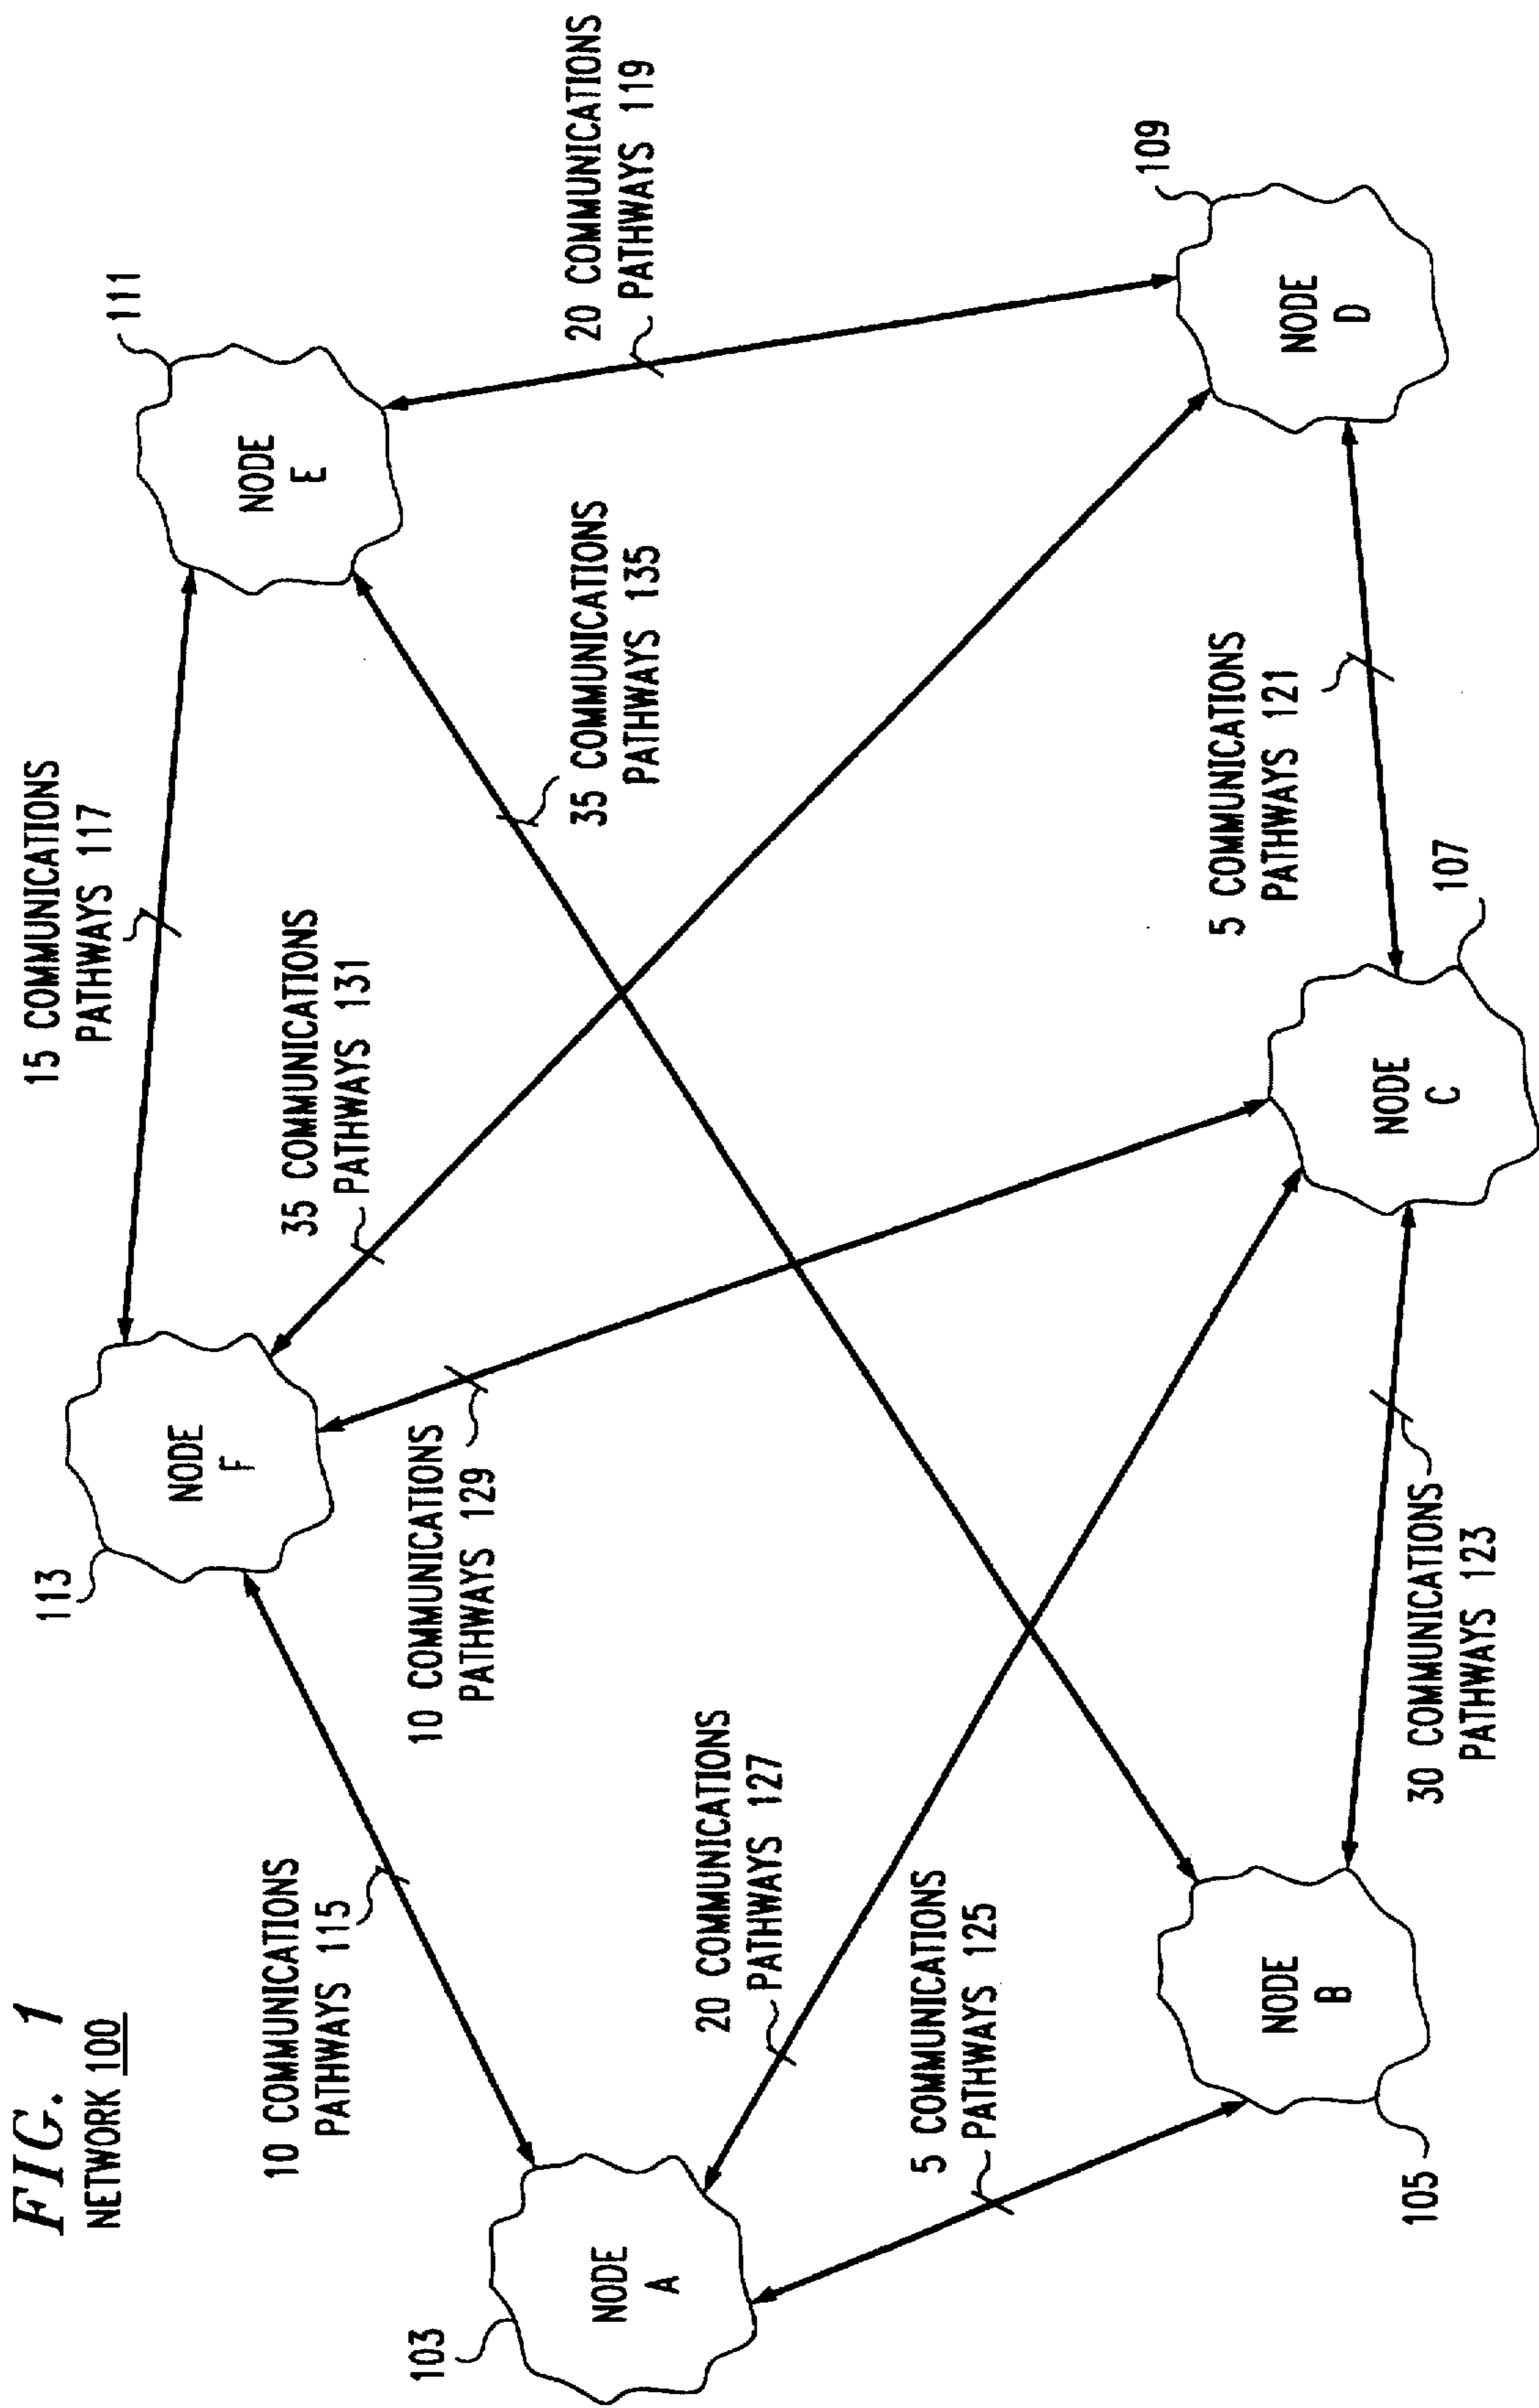 FIG. 1
NETWORK 100
15 COMMUNICATIONS
PATHWAYS 117
113
NODE
F
111
NODE
E
10 COMMUNICATIONS
PATHWAYS 115
35 COMMUNICATIONS
PATHWAYS 131
10 COMMUNICATIONS
PATHWAYS 129
35 COMMUNICATIONS
PATHWAYS 135
20 COMMUNICATIONS
PATHWAYS 119
103
NODE
A
20 COMMUNICATIONS
PATHWAYS 127
5 COMMUNICATIONS
PATHWAYS 125
109
NODE
D
5 COMMUNICATIONS
PATHWAYS 121
NODE
B
105
NODE
C
107
30 COMMUNICATIONS
PATHWAYS 123